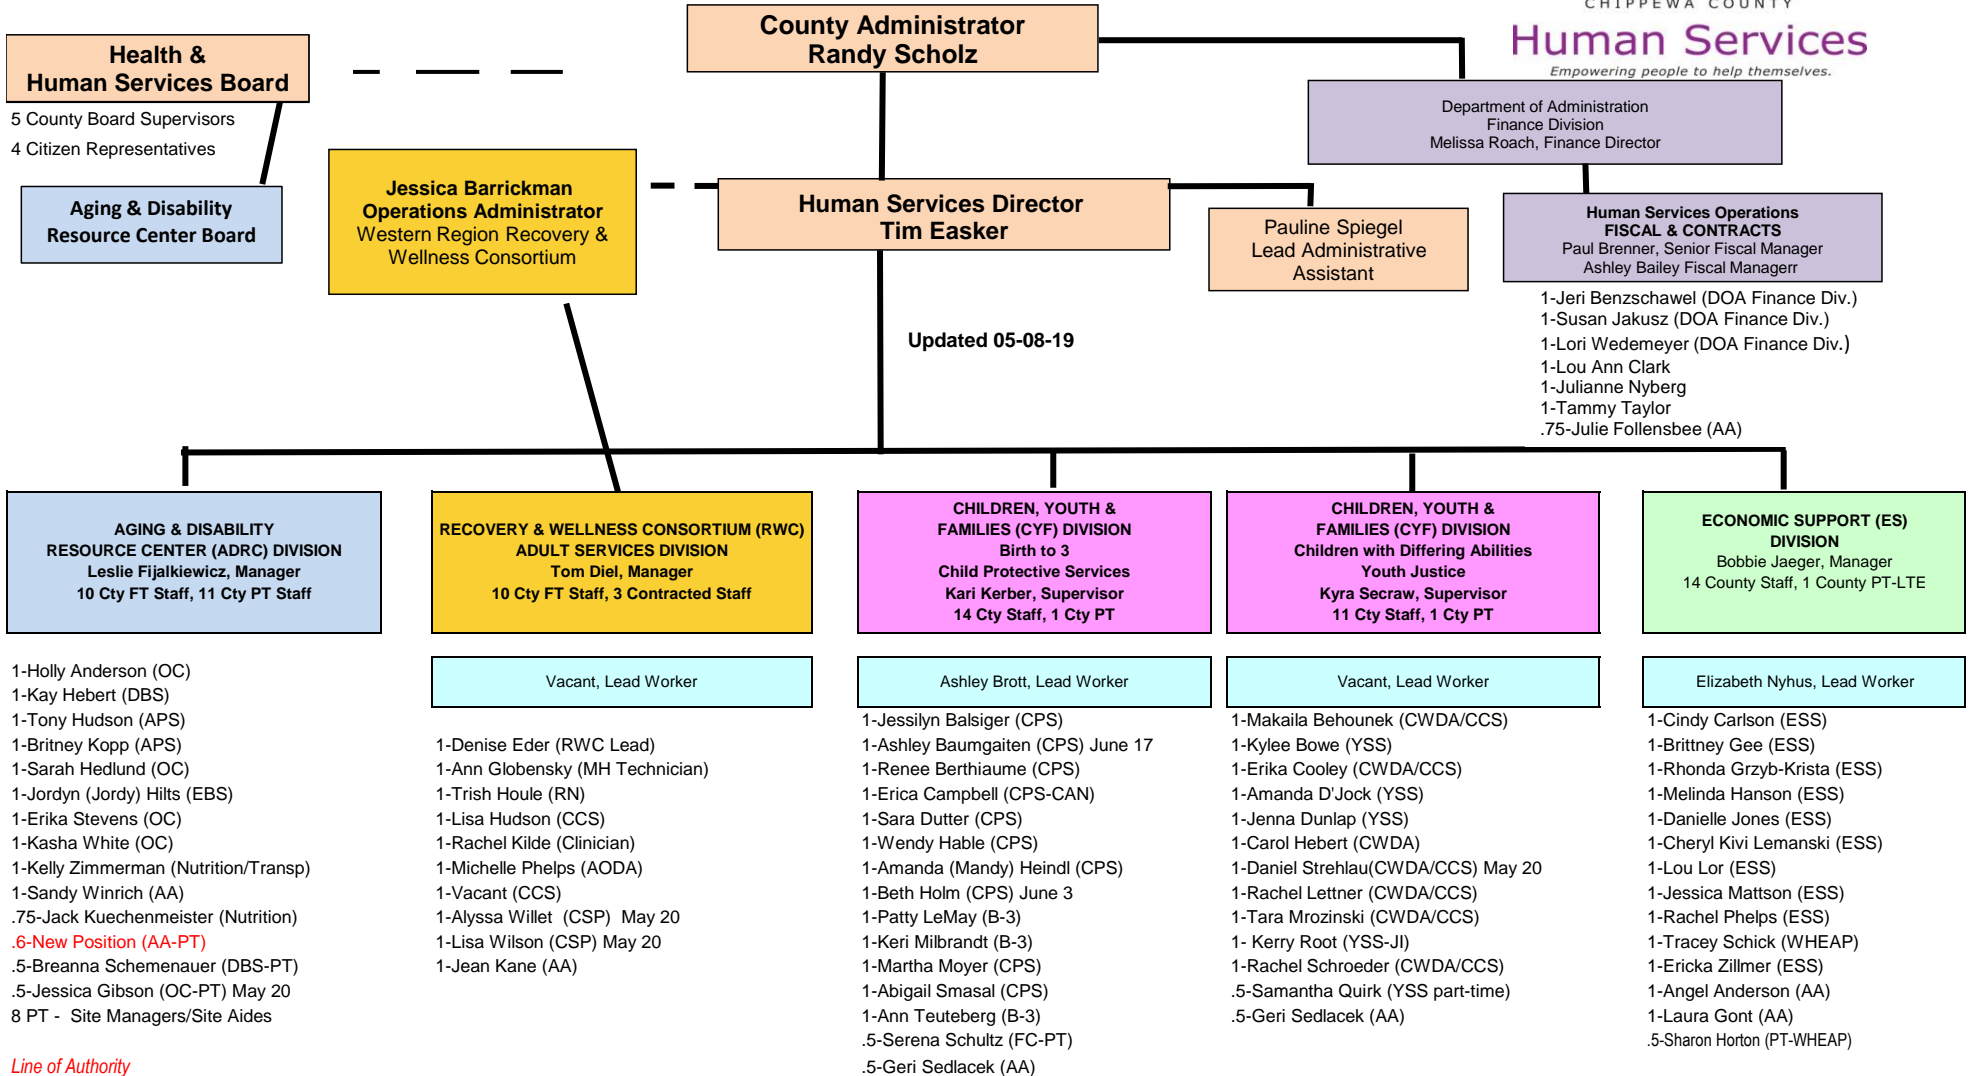 CHIPPEWA COUNTY
Human Services
Empowering people to help themselves.
County Administrator
Randy Scholz
Health &
Human Services Board
5 County Board Supervisors
4 Citizen Representatives
Aging & Disability
Resource Center Board
Jessica Barrickman
Operations Administrator
Western Region Recovery &
Wellness Consortium
Human Services Director
Tim Easker
Pauline Spiegel
Lead Administrative
Assistant
Department of Administration
Finance Division
Melissa Roach, Finance Director
Human Services Operations
FISCAL & CONTRACTS
Paul Brenner, Senior Fiscal Manager
Ashley Bailey Fiscal Managerr
1-Jeri Benzschawel (DOA Finance Div.)
1-Susan Jakusz (DOA Finance Div.)
1-Lori Wedemeyer (DOA Finance Div.)
1-Lou Ann Clark
1-Julianne Nyberg
1-Tammy Taylor
.75-Julie Follensbee (AA)
Updated 05-08-19
AGING & DISABILITY
RESOURCE CENTER (ADRC) DIVISION
Leslie Fijalkiewicz, Manager
10 Cty FT Staff, 11 Cty PT Staff
1-Holly Anderson (OC)
1-Kay Hebert (DBS)
1-Tony Hudson (APS)
1-Britney Kopp (APS)
1-Sarah Hedlund (OC)
1-Jordyn (Jordy) Hilts (EBS)
1-Erika Stevens (OC)
1-Kasha White (OC)
1-Kelly Zimmerman (Nutrition/Transp)
1-Sandy Winrich (AA)
.75-Jack Kuechenmeister (Nutrition)
.6-New Position (AA-PT)
.5-Breanna Schemenauer (DBS-PT)
.5-Jessica Gibson (OC-PT) May 20
8 PT - Site Managers/Site Aides
Line of Authority
RECOVERY & WELLNESS CONSORTIUM (RWC)
ADULT SERVICES DIVISION
Tom Diel, Manager
10 Cty FT Staff, 3 Contracted Staff
Vacant, Lead Worker
1-Denise Eder (RWC Lead)
1-Ann Globensky (MH Technician)
1-Trish Houle (RN)
1-Lisa Hudson (CCS)
1-Rachel Kilde (Clinician)
1-Michelle Phelps (AODA)
1-Vacant (CCS)
1-Alyssa Willet (CSP) May 20
1-Lisa Wilson (CSP) May 20
1-Jean Kane (AA)
CHILDREN, YOUTH &
FAMILIES (CYF) DIVISION
Birth to 3
Child Protective Services
Kari Kerber, Supervisor
14 Cty Staff, 1 Cty PT
Ashley Brott, Lead Worker
1-Jessilyn Balsiger (CPS)
1-Ashley Baumgaiten (CPS) June 17
1-Renee Berthiaume (CPS)
1-Erica Campbell (CPS-CAN)
1-Sara Dutter (CPS)
1-Wendy Hable (CPS)
1-Amanda (Mandy) Heindl (CPS)
1-Beth Holm (CPS) June 3
1-Patty LeMay (B-3)
1-Keri Milbrandt (B-3)
1-Martha Moyer (CPS)
1-Abigail Smasal (CPS)
1-Ann Teuteberg (B-3)
.5-Serena Schultz (FC-PT)
.5-Geri Sedlacek (AA)
CHILDREN, YOUTH &
FAMILIES (CYF) DIVISION
Children with Differing Abilities
Youth Justice
Kyra Secraw, Supervisor
11 Cty Staff, 1 Cty PT
Vacant, Lead Worker
1-Makaila Behounek (CWDA/CCS)
1-Kylee Bowe (YSS)
1-Erika Cooley (CWDA/CCS)
1-Amanda D'Jock (YSS)
1-Jenna Dunlap (YSS)
1-Carol Hebert (CWDA)
1-Daniel Strehlau(CWDA/CCS) May 20
1-Rachel Lettner (CWDA/CCS)
1-Tara Mrozinski (CWDA/CCS)
1- Kerry Root (YSS-JI)
1-Rachel Schroeder (CWDA/CCS)
.5-Samantha Quirk (YSS part-time)
.5-Geri Sedlacek (AA)
ECONOMIC SUPPORT (ES)
DIVISION
Bobbie Jaeger, Manager
14 County Staff, 1 County PT-LTE
Elizabeth Nyhus, Lead Worker
1-Cindy Carlson (ESS)
1-Brittney Gee (ESS)
1-Rhonda Grzyb-Krista (ESS)
1-Melinda Hanson (ESS)
1-Danielle Jones (ESS)
1-Cheryl Kivi Lemanski (ESS)
1-Lou Lor (ESS)
1-Jessica Mattson (ESS)
1-Rachel Phelps (ESS)
1-Tracey Schick (WHEAP)
1-Ericka Zillmer (ESS)
1-Angel Anderson (AA)
1-Laura Gont (AA)
.5-Sharon Horton (PT-WHEAP)